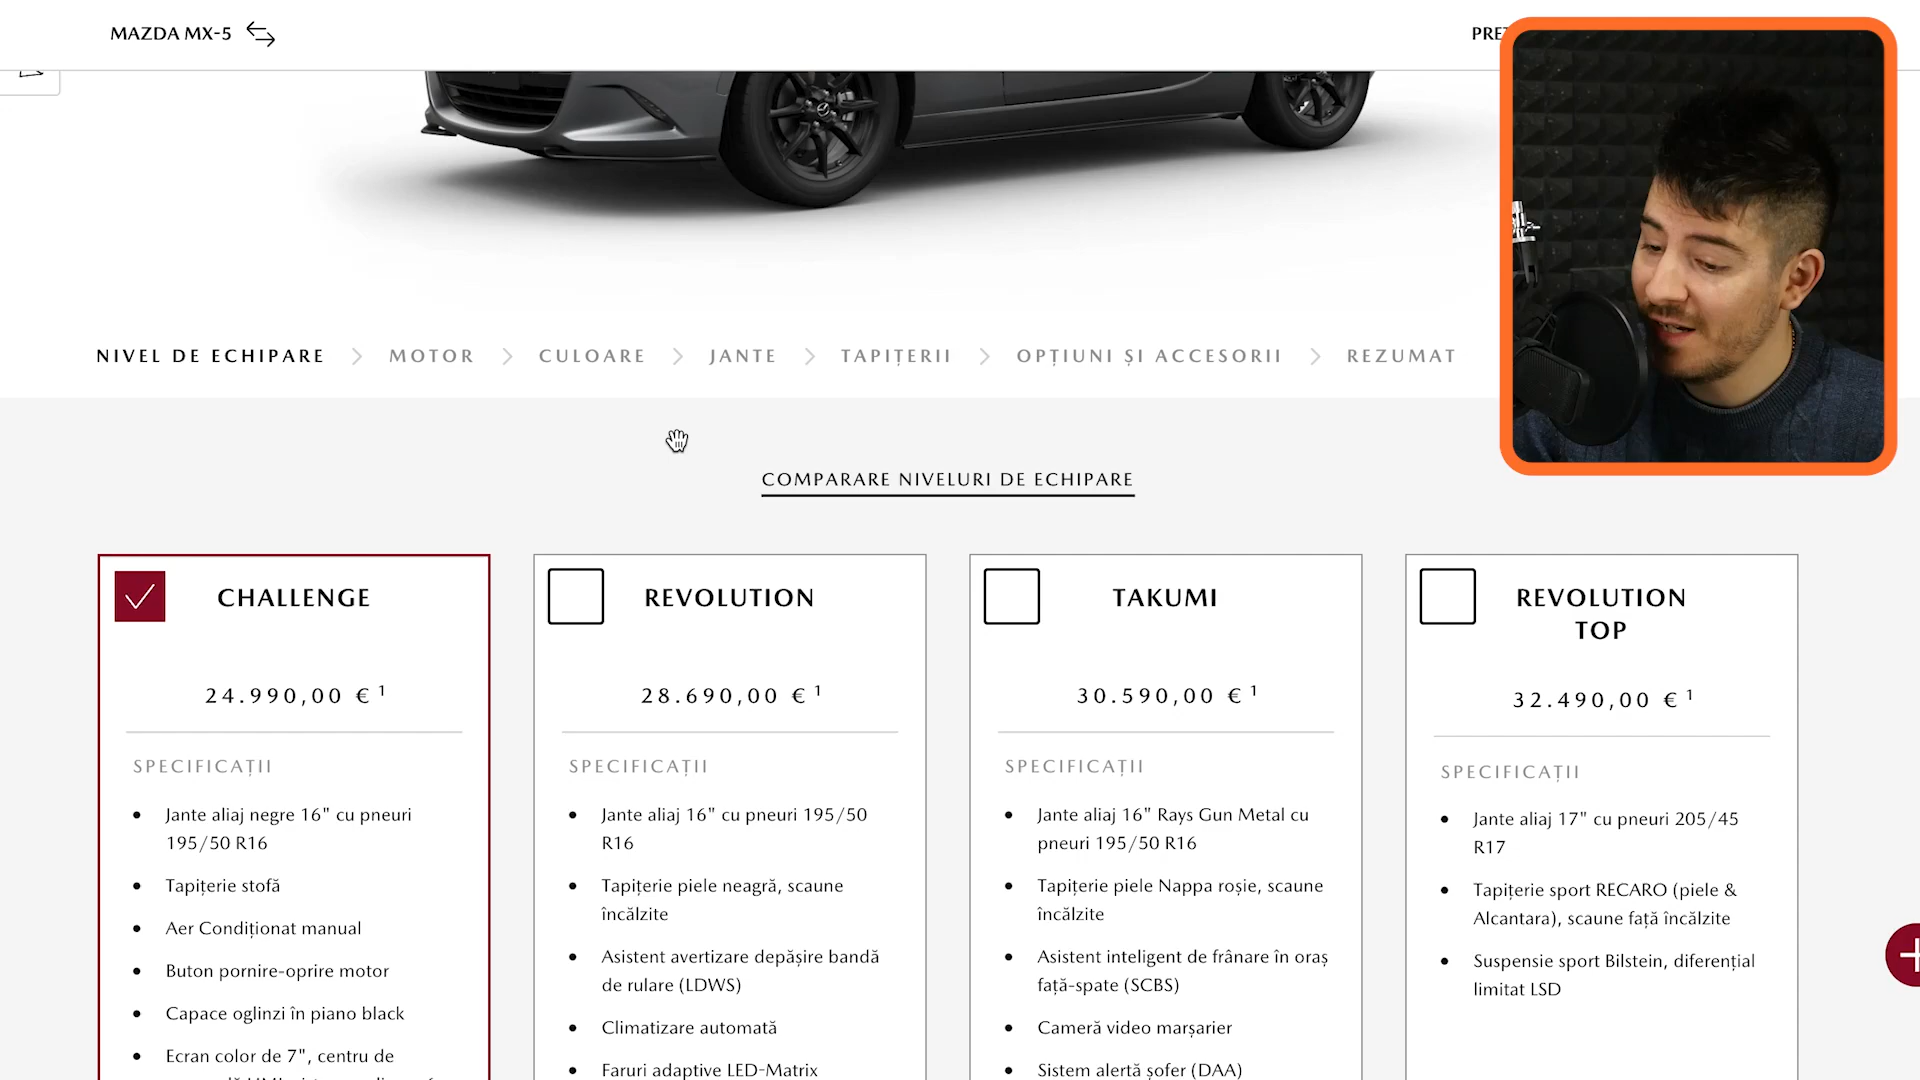 MAZDA MX-5
NIVEL DE ECHIPARE
MOTOR
CULOARE
JANTE
TAPIȚERII
OPȚIUNI ȘI ACCESORII
REZUMAT
COMPARARE NIVELURI DE ECHIPARE
CHALLENGE
24.990,00 € 1
SPECIFICAȚII
Jante aliaj negre 16" cu pneuri
195/50 R16
Tapițerie stofă
Aer Condiționat manual
Buton pornire-oprire motor
Capace oglinzi în piano black
Ecran color de 7", centru de
REVOLUTION
28.690,00 € 1
SPECIFICAȚII
Jante aliaj 16" cu pneuri 195/50
R16
Tapițerie piele neagră, scaune
încălzite
Asistent avertizare depășire bandă
de rulare (LDWS)
Climatizare automată
Faruri adaptive LED-Matrix
TAKUMI
30.590,00 € 1
SPECIFICAȚII
Jante aliaj 16" Rays Gun Metal cu
pneuri 195/50 R16
Tapițerie piele Nappa roșie, scaune
încălzite
Asistent inteligent de frânare în oraș
față-spate (SCBS)
Cameră video marșarier
Sistem alertă șofer (DAA)
REVOLUTION
TOP
32.490,00 € 1
SPECIFICAȚII
Jante aliaj 17" cu pneuri 205/45
R17
Tapițerie sport RECARO (piele &
Alcantara), scaune față încălzite
Suspensie sport Bilstein, diferențial
limitat LSD